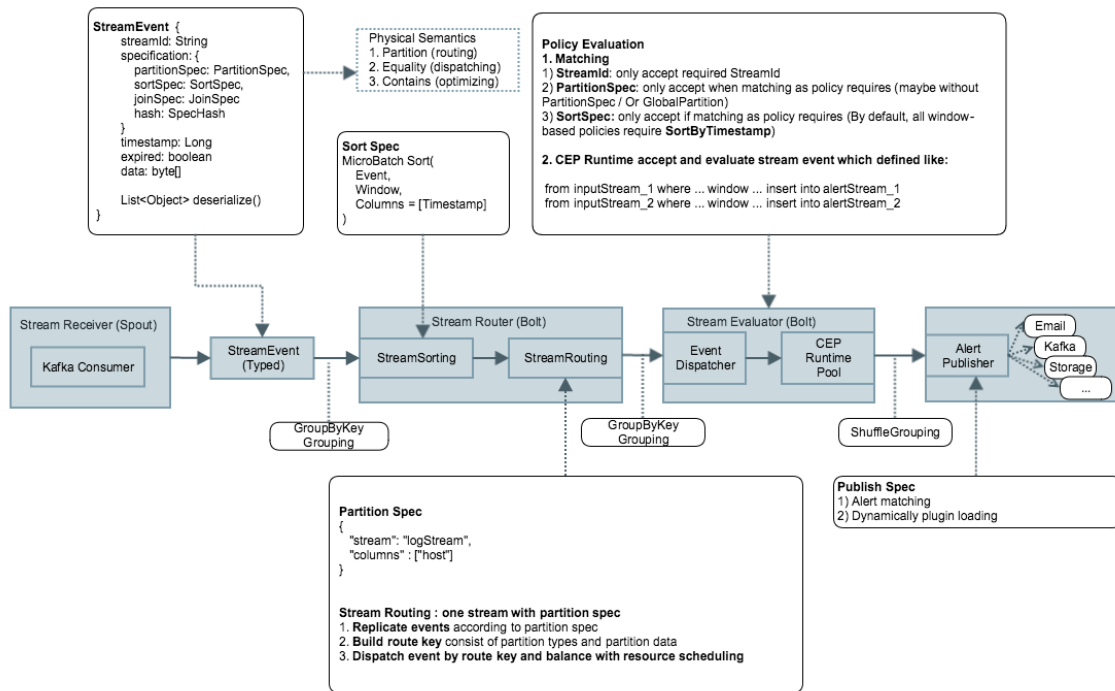 StreamEvent {
streamId: String
specification: {
partitionSpec: PartitionSpec,
sortSpec: SortSpec,
joinSpec: JoinSpec
hash: SpecHash
}
timestamp: Long
expired: boolean
data: byte[]
List<Object> deserialize()
}
Physical Semantics
1. Partition (routing)
2. Equality (dispatching)
3. Contains (optimizing)
Sort Spec
MicroBatch Sort(
Event,
Window,
Columns = [Timestamp]
)
Policy Evaluation
1. Matching
1) StreamId: only accept required StreamId
2) PartitionSpec: only accept when matching as policy requires (maybe without
PartitionSpec / Or GlobalPartition)
3) SortSpec: only accept if matching as policy requires (By default, all window-
based policies require SortByTimestamp)
2. CEP Runtime accept and evaluate stream event which defined like:
from inputStream_1 where ... window ... insert into alertStream_1
from inputStream_2 where ... window ... insert into alertStream_2
Stream Receiver (Spout)
Kafka Consumer
StreamEvent
(Typed)
Stream Router (Bolt)
StreamSorting
StreamRouting
Stream Evaluator (Bolt)
Event
Dispatcher
CEP
Runtime
Pool
Alert
Publisher
Email
Kafka
Storage
...
GroupByKey
Grouping
GroupByKey
Grouping
ShuffleGrouping
Partition Spec
{
"stream": "logStream",
"columns" : ["host"]
}
Stream Routing : one stream with partition spec
1. Replicate events according to partition spec
2. Build route key consist of partition types and partition data
3. Dispatch event by route key and balance with resource scheduling
Publish Spec
1) Alert matching
2) Dynamically plugin loading